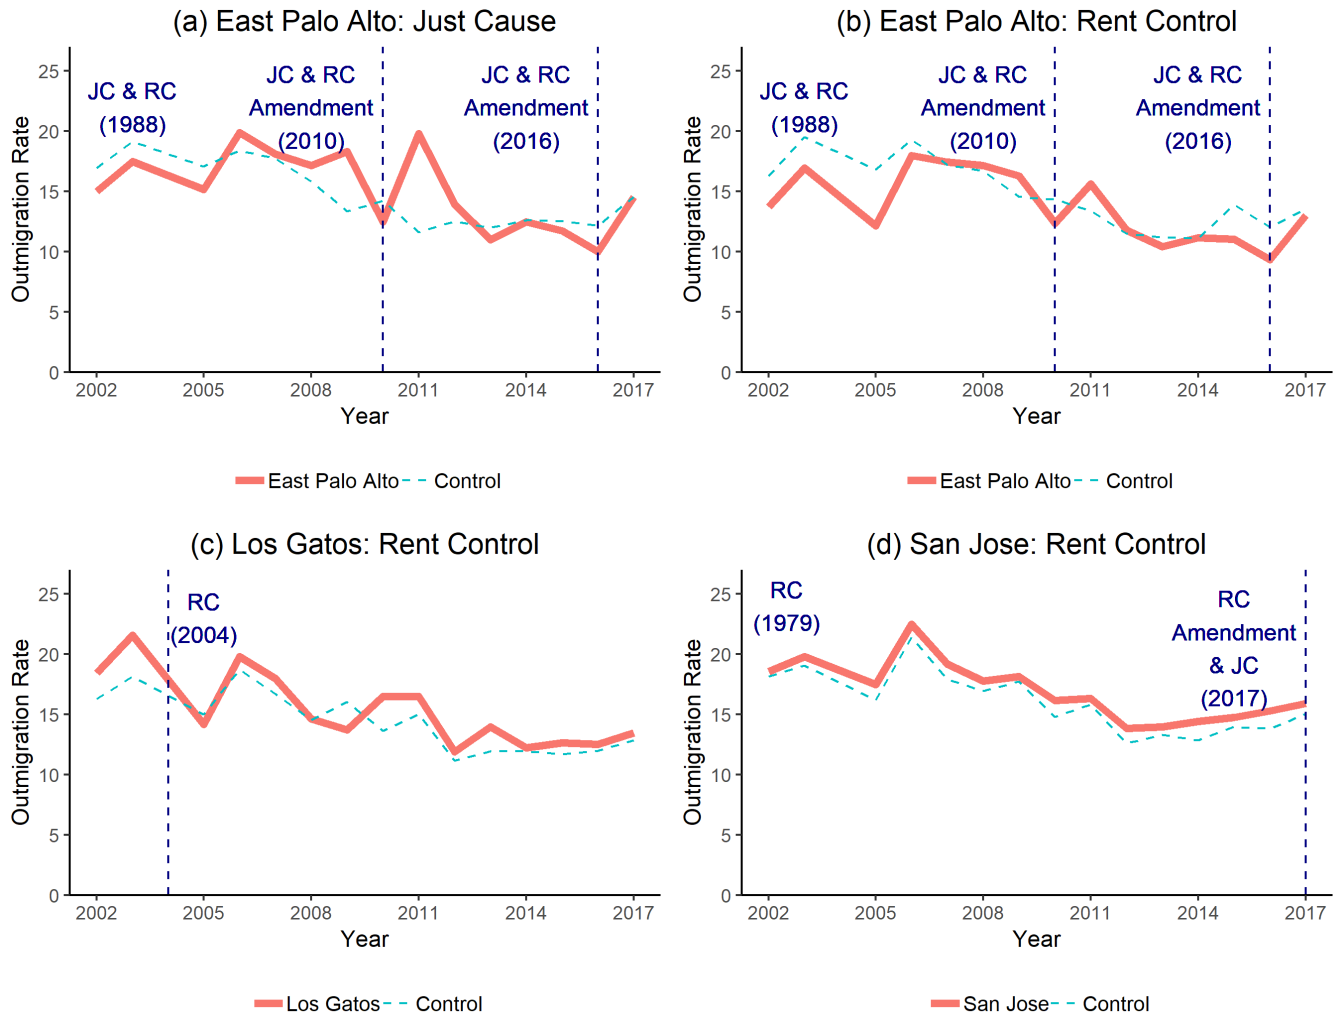 (a) East Palo Alto: Just Cause
Outmigration Rate
25
20
15
10
5
0
JC & RC
(1988)
JC & RC
Amendment
(2010)
JC & RC
Amendment
(2016)
2002 2005 2008 2011 2014 2017
Year
East Palo Alto Control
(b) East Palo Alto: Rent Control
Outmigration Rate
25
20
15
10
5
0
JC & RC
(1988)
JC & RC
Amendment
(2010)
JC & RC
Amendment
(2016)
2002 2005 2008 2011 2014 2017
Year
East Palo Alto Control
(c) Los Gatos: Rent Control
Outmigration Rate
25
20
15
10
5
0
RC
(2004)
2002 2005 2008 2011 2014 2017
Year
Los Gatos Control
(d) San Jose: Rent Control
Outmigration Rate
25
20
15
10
5
0
RC
(1979)
RC
Amendment
& JC
(2017)
2002 2005 2008 2011 2014 2017
Year
San Jose Control